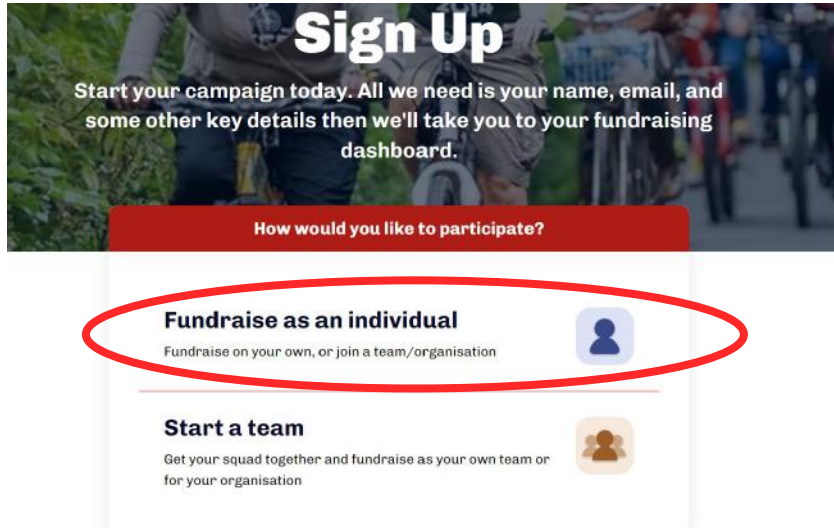 Sign Up
Start your campaign today. All we need is your name, email, and
some other key details then we'll take you to your fundraising
dashboard.
How would you like to participate?
Fundraise as an individual
Fundraise on your own, or join a team/organisation
Start a team
Get your squad together and fundraise as your own team or
for your organisation